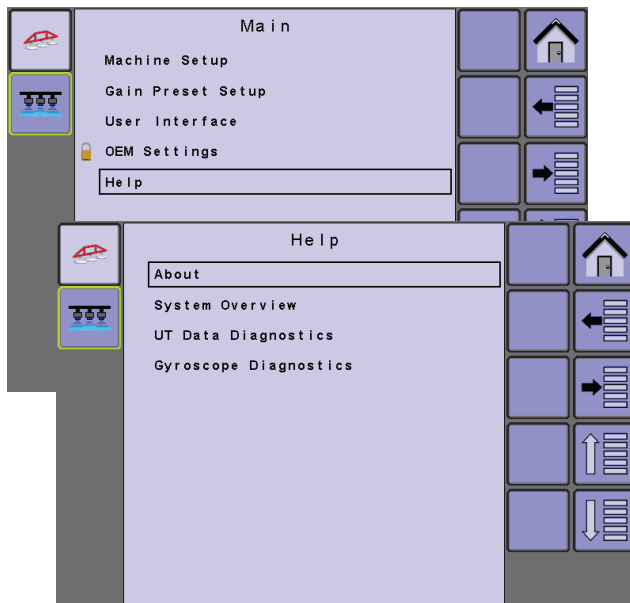 Main
Machine Setup
Gain Preset Setup
User Interface
OEM Settings
Help
Help
About
System Overview
UT Data Diagnostics
Gyroscope Diagnostics